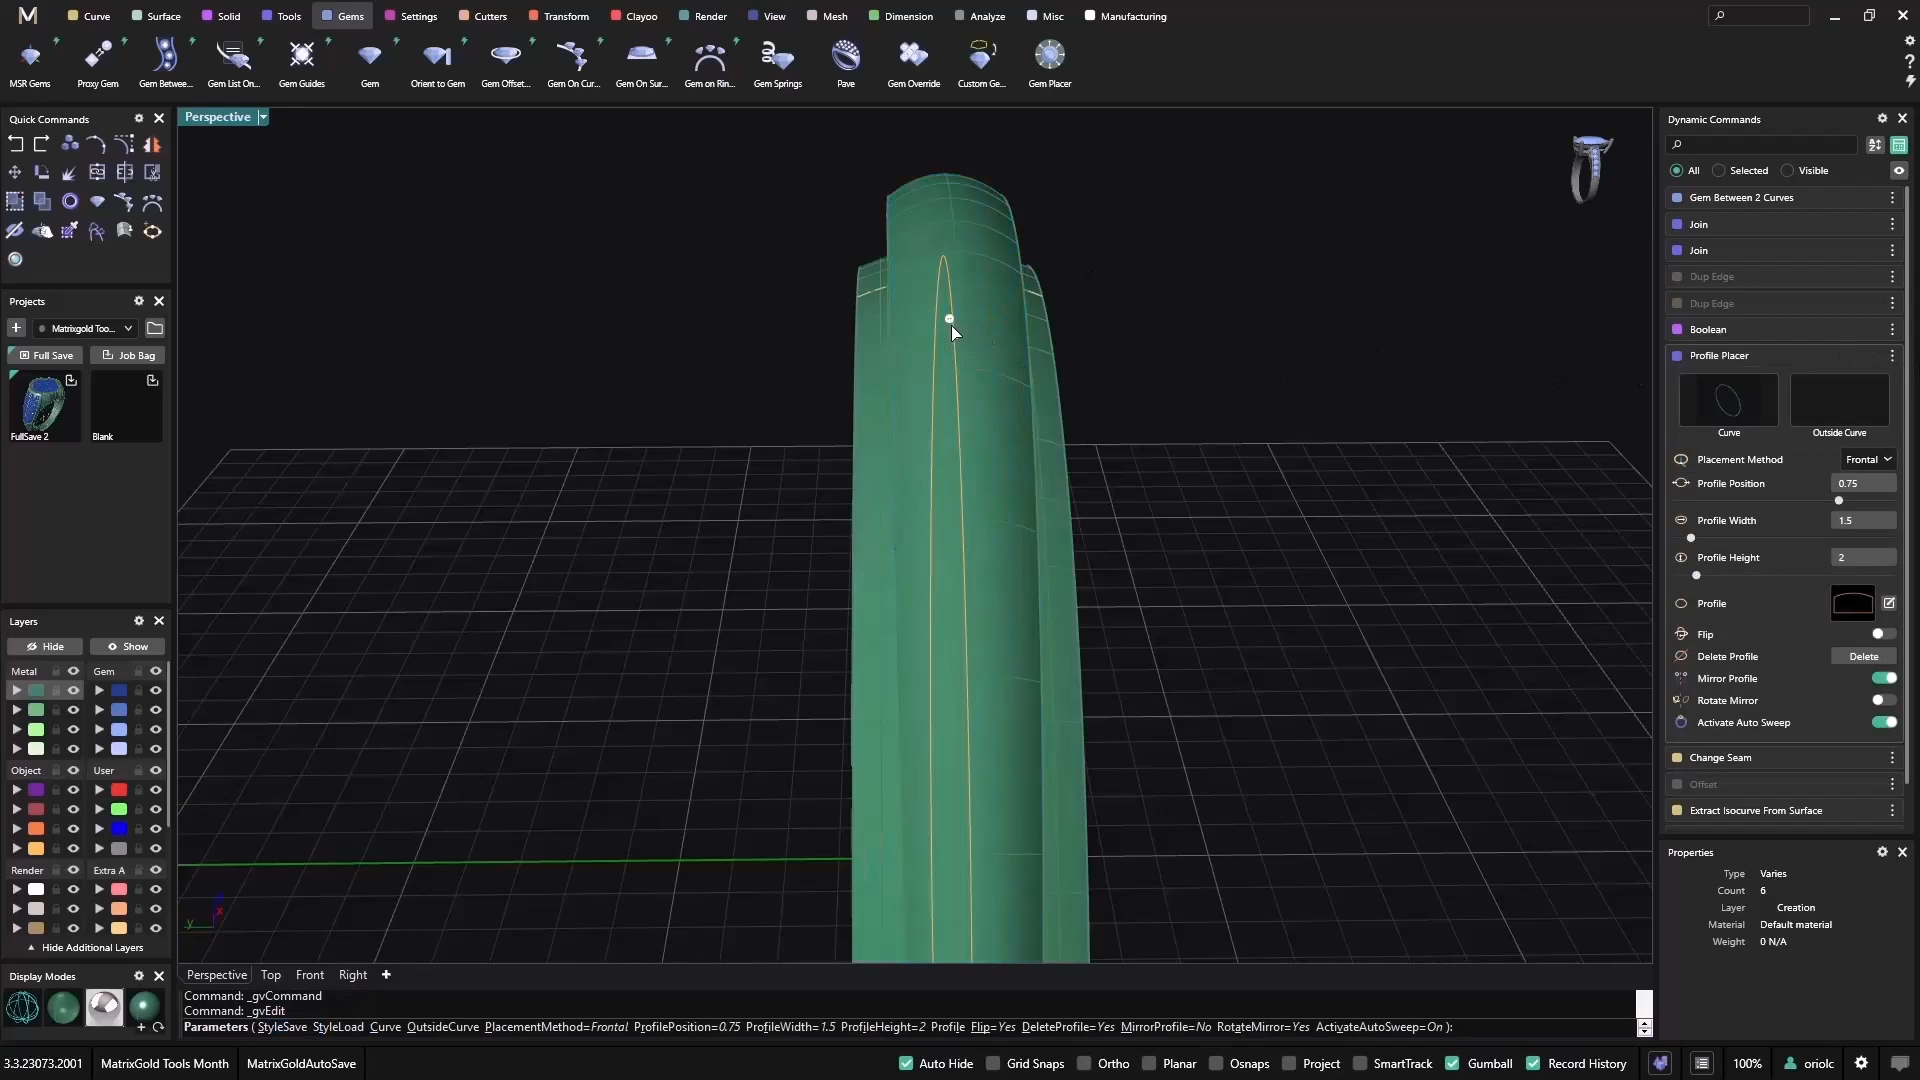 Curve Surface Solid Tools Gems Settings Cutters Transform Clayoo Render View Mesh Dimension Analyze Misc Manufacturing
MSR Gems Proxy Gem Gem Betwee... Gem List On... Gem Guides Gem Orient to Gem Gem Offset... Gem On Cur... Gem On Sur... Gem on Rin... Gem Springs Pave Gem Override Custom Ge... Gem Placer
Quick Commands
Projects
Matrixgold Too...
Full Save Job Bag
FullSave 2 Blank
Layers
Hide Show
Metal Gem
Object User
Render Extra A
Hide Additional Layers
Display Modes
Perspective
Perspective Top Front Right
Command: _gvCommand
Command: _gvEdit
Parameters ( StyleSave StyleLoad Curve OutsideCurve PlacementMethod=Frontal ProfilePosition=0.75 ProfileWidth=1.5 ProfileHeight=2 Profile Flip=Yes DeleteProfile=Yes MirrorProfile=No RotateMirror=Yes ActivateAutoSweep=On ):
Dynamic Commands
All Selected Visible
Gem Between 2 Curves
Join
Join
Dup Edge
Dup Edge
Boolean
Profile Placer
Curve Outside Curve
Placement Method Frontal
Profile Position 0.75
Profile Width 1.5
Profile Height 2
Profile
Flip
Delete Profile Delete
Mirror Profile
Rotate Mirror
Activate Auto Sweep
Change Seam
Offset
Extract Isocurve From Surface
Properties
Type Varies
Count 6
Layer Creation
Material Default material
Weight 0 N/A
3.3.23073.2001 MatrixGold Tools Month MatrixGoldAutoSave Auto Hide Grid Snaps Ortho Planar Osnaps Project SmartTrack Gumball Record History 100% oriolc